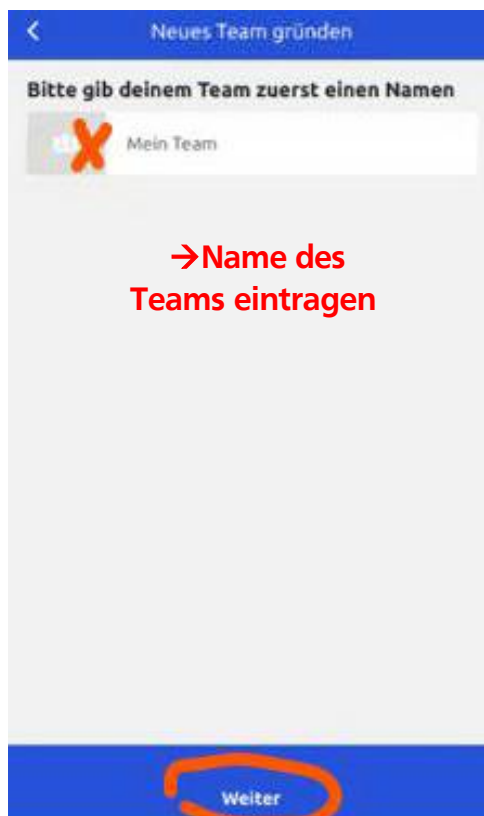 Neues Team gründen
Bitte gib deinem Team zuerst einen Namen
Mein Team
→Name des
Teams eintragen
Weiter